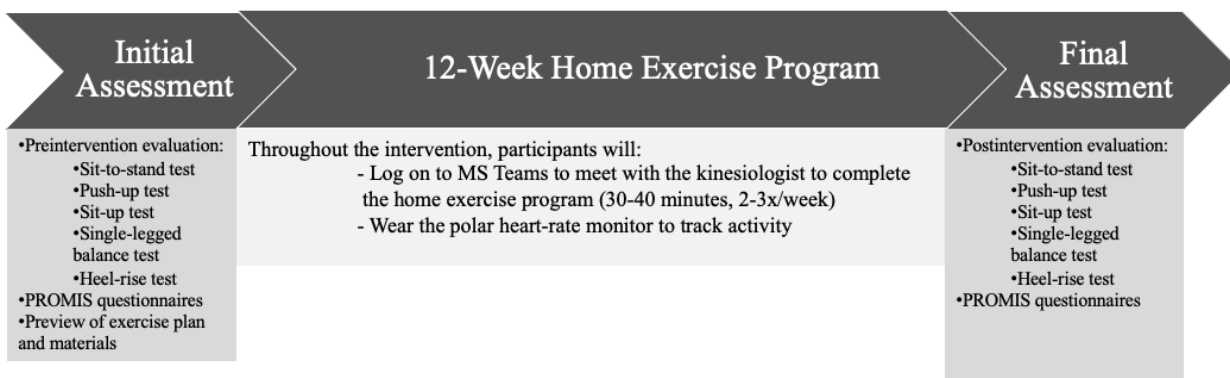 Initial
Assessment
12-Week Home Exercise Program
Final
Assessment
•Preintervention evaluation:
•Sit-to-stand test
•Push-up test
•Sit-up test
•Single-legged
balance test
•Heel-rise test
•PROMIS questionnaires
•Preview of exercise plan
and materials
Throughout the intervention, participants will:
- Log on to MS Teams to meet with the kinesiologist to complete
the home exercise program (30-40 minutes, 2-3x/week)
- Wear the polar heart-rate monitor to track activity
•Postintervention evaluation:
•Sit-to-stand test
•Push-up test
•Sit-up test
•Single-legged
balance test
•Heel-rise test
•PROMIS questionnaires